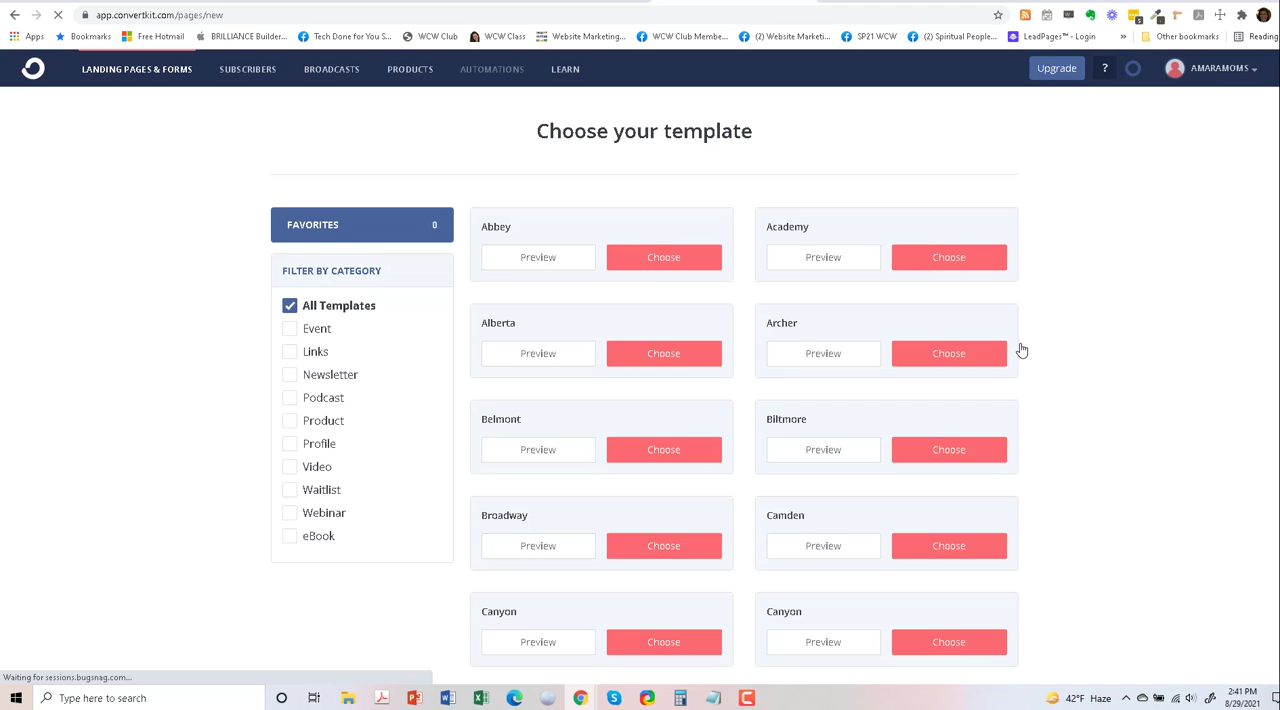 app.convertkit.com/pages/new
Apps Bookmarks Free Hotmail BRILLIANCE Builder... Tech Done for You S... WCW Club WCW Class Website Marketing... WCW Club Membe... (2) Website Marketi... SP21 WCW (2) Spiritual People... LeadPages™ - Login » Other bookmarks Reading
LANDING PAGES & FORMS SUBSCRIBERS BROADCASTS PRODUCTS AUTOMATIONS LEARN Upgrade ? AMARAMOMS
Choose your template
FAVORITES 0
FILTER BY CATEGORY
All Templates
Event
Links
Newsletter
Podcast
Product
Profile
Video
Waitlist
Webinar
eBook
Abbey Academy
Preview Choose Preview Choose
Alberta Archer
Preview Choose Preview Choose
Belmont Biltmore
Preview Choose Preview Choose
Broadway Camden
Preview Choose Preview Choose
Canyon Canyon
Preview Choose Preview Choose
Waiting for sessions.bugsnag.com...
Type here to search 42°F Haze 2:41 PM
8/29/2021